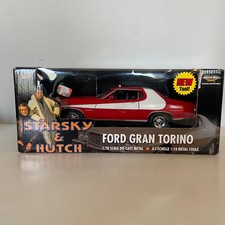 NEW
Tool!
STARSKY
&
HUTCH
FORD GRAN TORINO
1/18 SCALE DIE CAST METAL